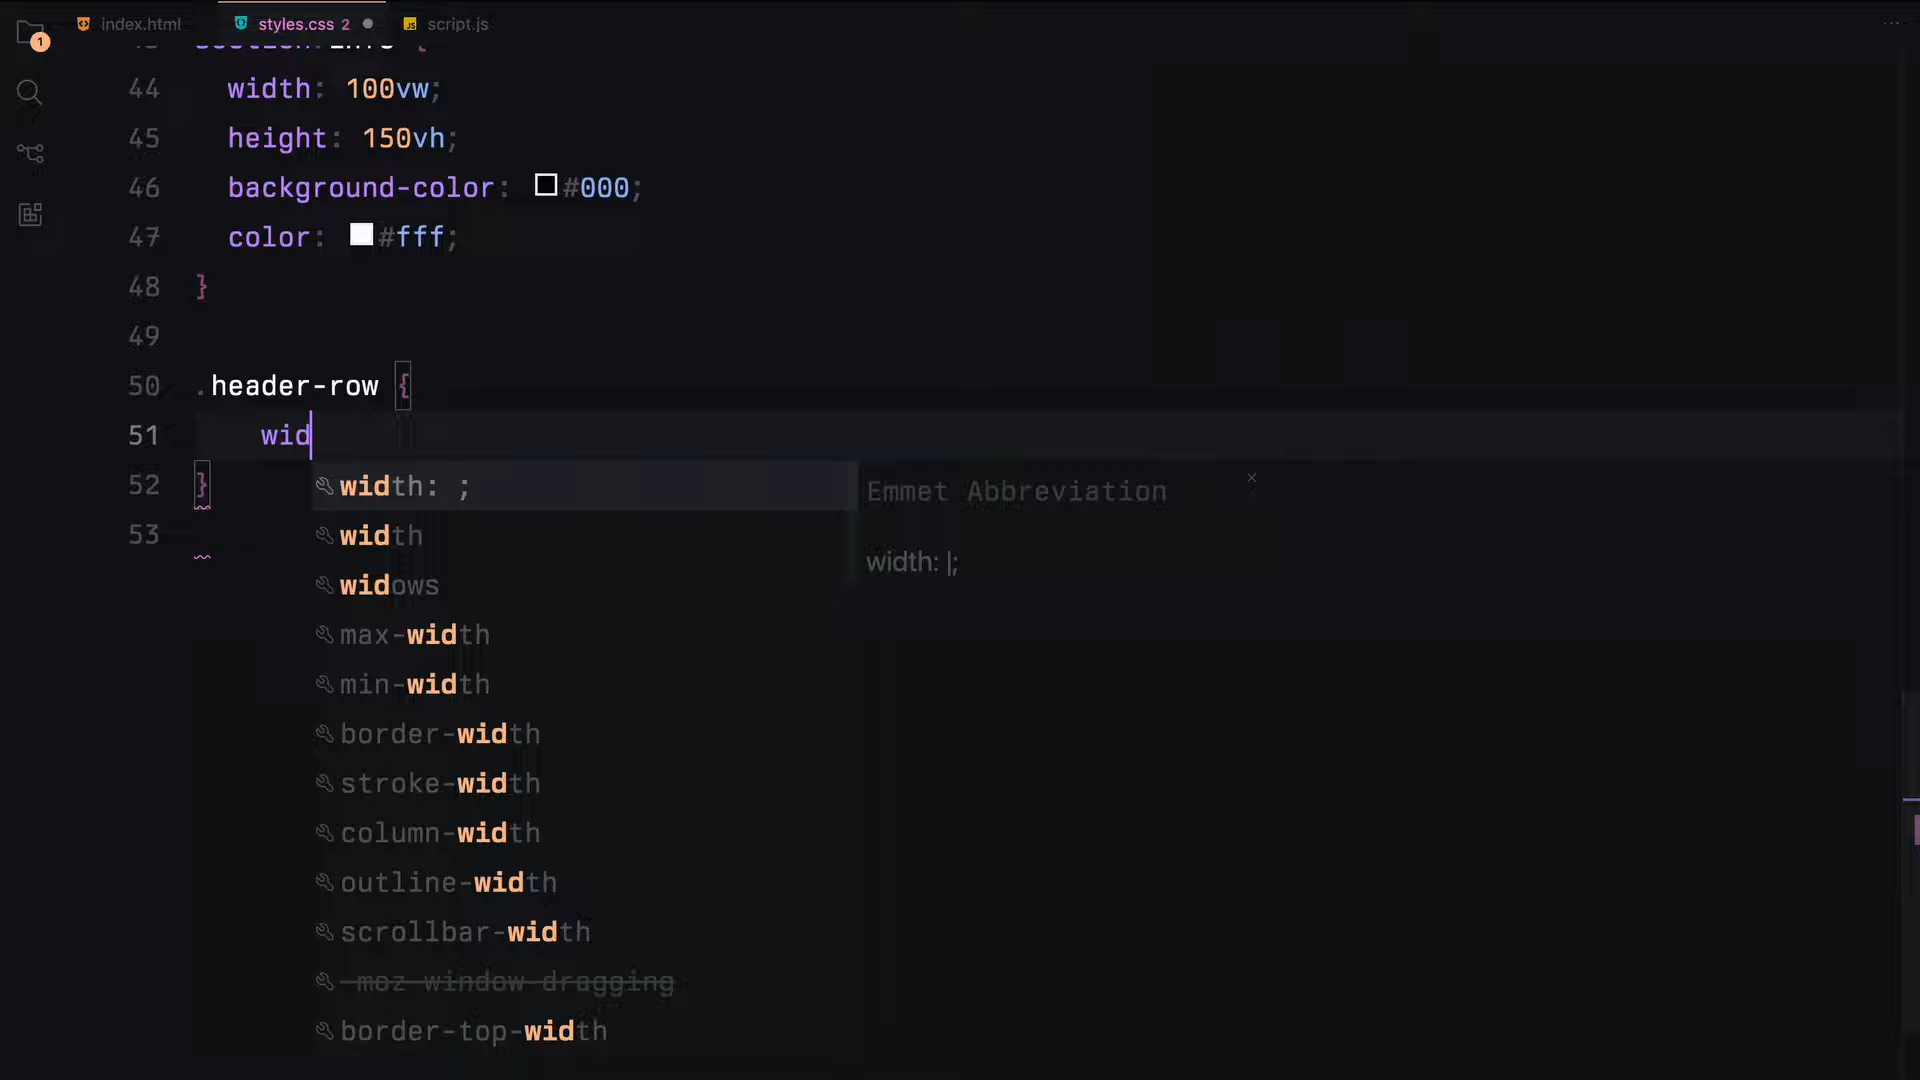 1
index.html
styles.css 2
script.js
...
44 width: 100vw;
45 height: 150vh;
46 background-color: #000;
47 color: #fff;
48 }
49
50 .header-row {
51 wid
52 }
53
width: ;
width
widows
max-width
min-width
border-width
stroke-width
column-width
outline-width
scrollbar-width
-moz-window-dragging
border-top-width
Emmet Abbreviation
width: |;